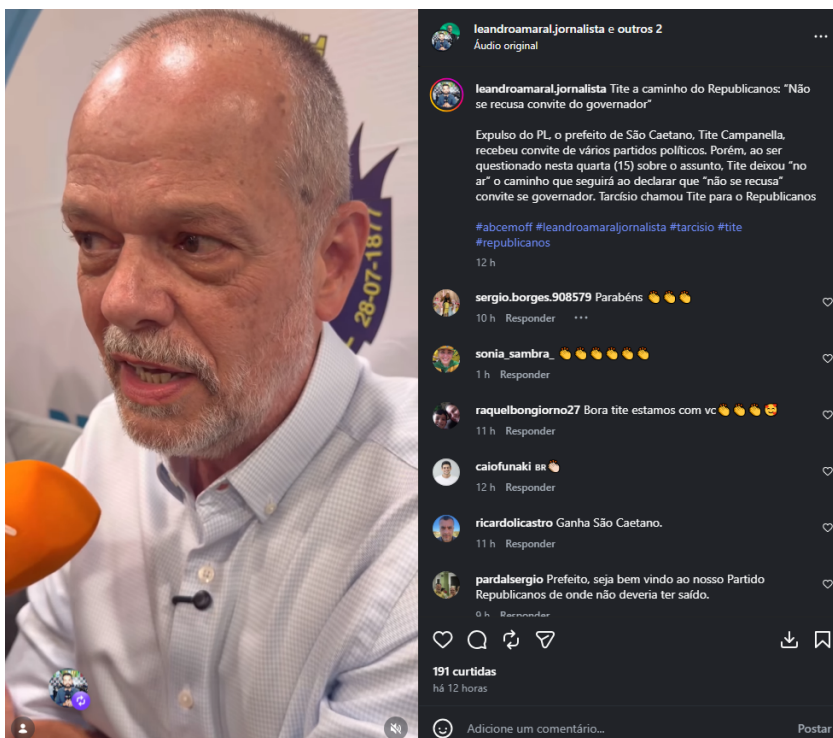 28-07-1877
leandroamaral.jornalista e outros 2
Áudio original
leandroamaral.jornalista Tite a caminho do Republicanos: "Não
se recusa convite do governador"
Expulso do PL, o prefeito de São Caetano, Tite Campanella,
recebeu convite de vários partidos políticos. Porém, ao ser
questionado nesta quarta (15) sobre o assunto, Tite deixou "no
ar" o caminho que seguirá ao declarar que "não se recusa"
convite se governador. Tarcísio chamou Tite para o Republicanos
#abcemoff #leandroamaraljornalista #tarcisio #tite
#republicanos
12 h
sergio.borges.908579 Parabéns 👏👏👏
10 h Responder ···
sonia_sambra_ 👏👏👏👏👏👏
1 h Responder
raquelbongiorno27 Bora tite estamos com vc👏👏👏🥰
11 h Responder
caiofunaki BR👏🏻
12 h Responder
ricardolicastro Ganha São Caetano.
11 h Responder
pardalsergio Prefeito, seja bem vindo ao nosso Partido
Republicanos de onde não deveria ter saído.
9 h Responder
191 curtidas
há 12 horas
Adicione um comentário... Postar